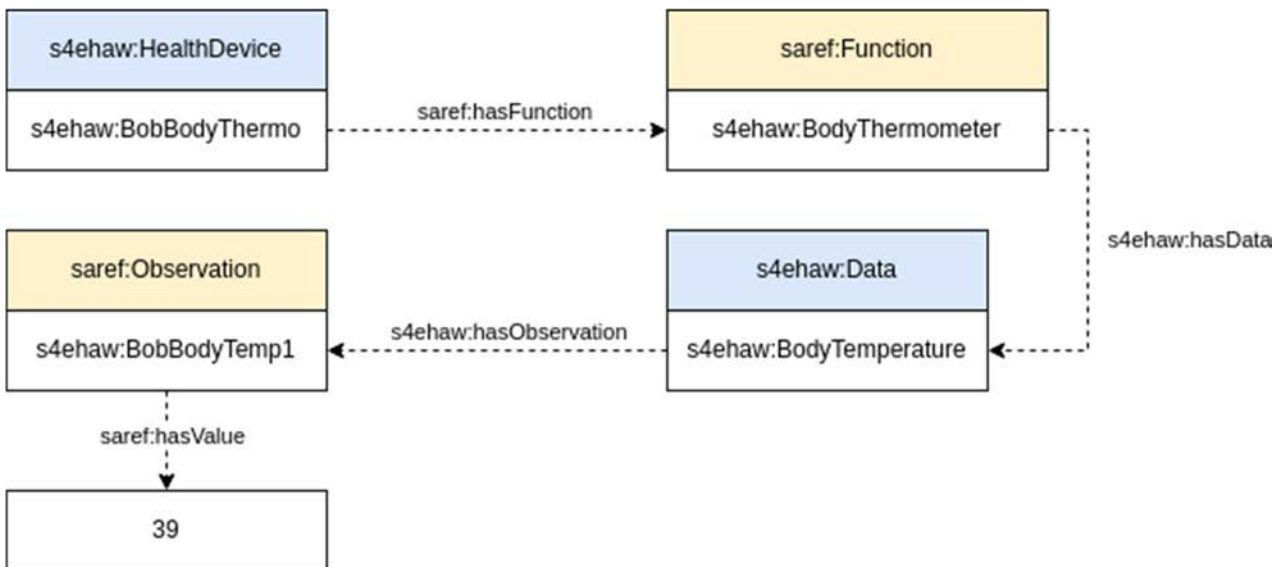 s4ehaw:HealthDevice
saref:Function
s4ehaw:BobBodyThermo
saref:hasFunction
s4ehaw:BodyThermometer
s4ehaw:hasData
saref:Observation
s4ehaw:Data
s4ehaw:BobBodyTemp1
s4ehaw:hasObservation
s4ehaw:BodyTemperature
saref:hasValue
39